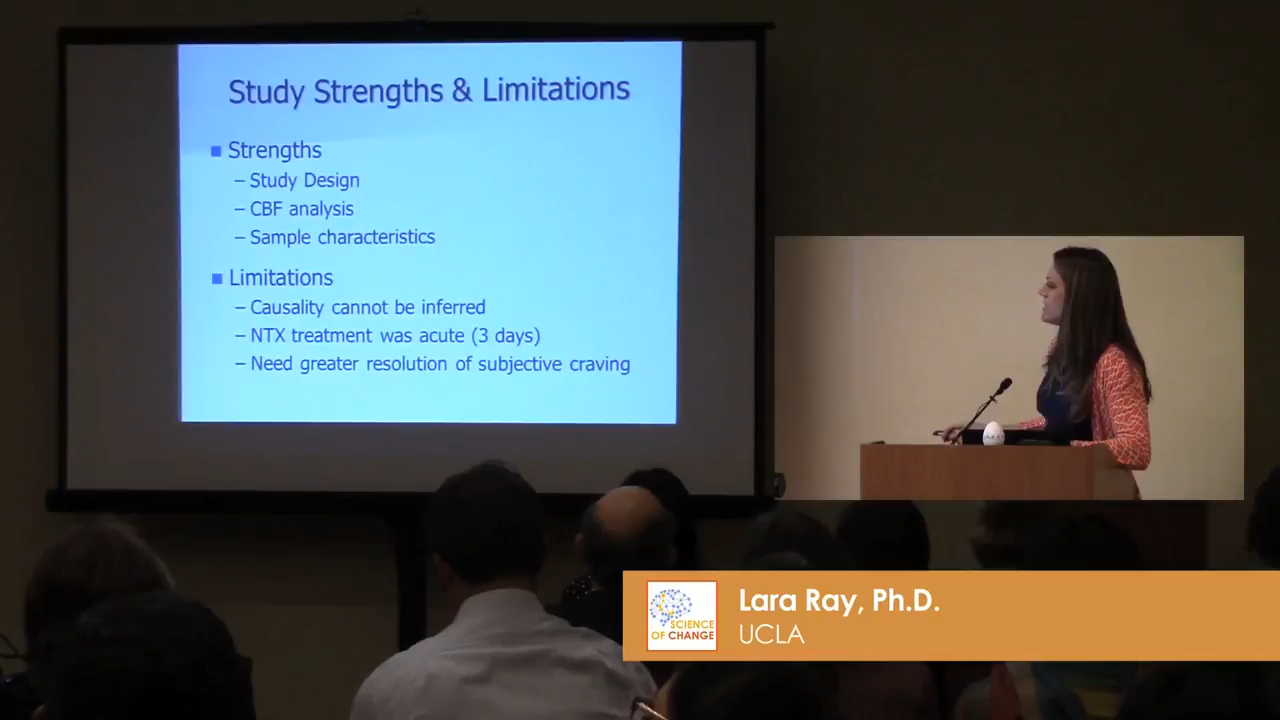 Study Strengths & Limitations
Strengths
– Study Design
– CBF analysis
– Sample characteristics
Limitations
– Causality cannot be inferred
– NTX treatment was acute (3 days)
– Need greater resolution of subjective craving
SCIENCE
OF CHANGE
Lara Ray, Ph.D.
UCLA